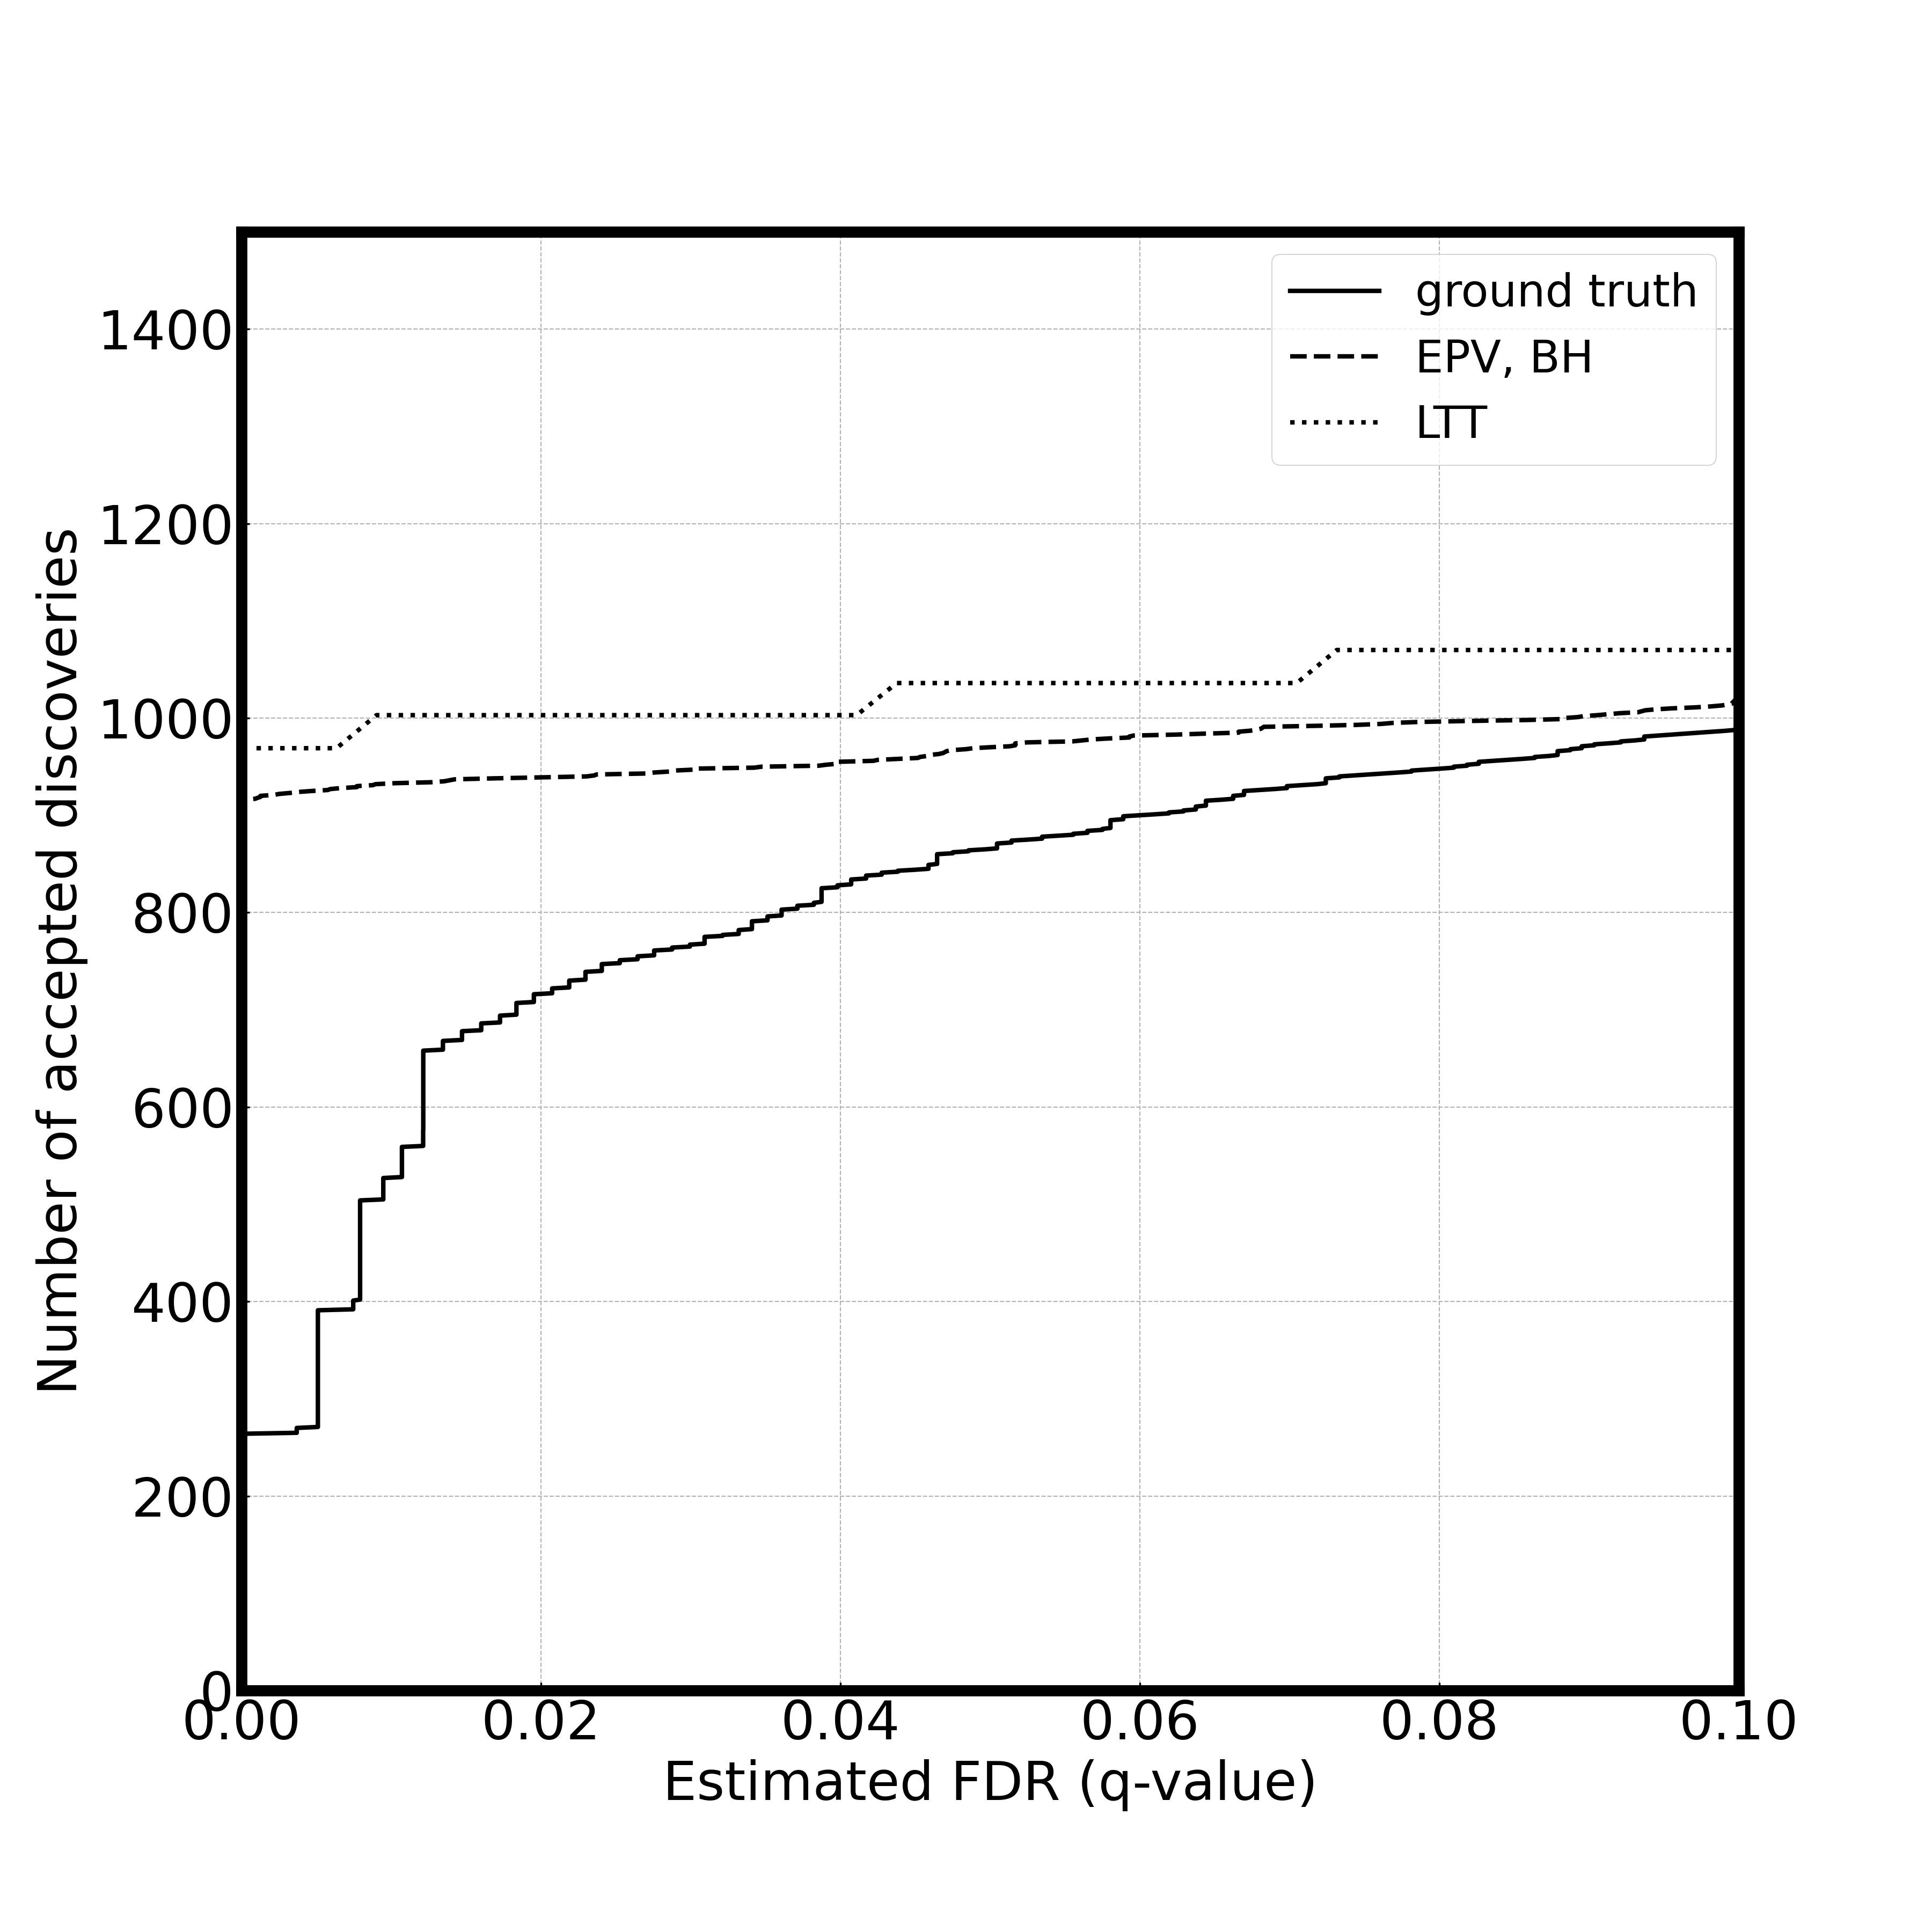 ground truth
EPV, BH
LTT
1400
1200
1000
800
600
400
200
0
Number of accepted discoveries
0.00 0.02 0.04 0.06 0.08 0.10
Estimated FDR (q-value)